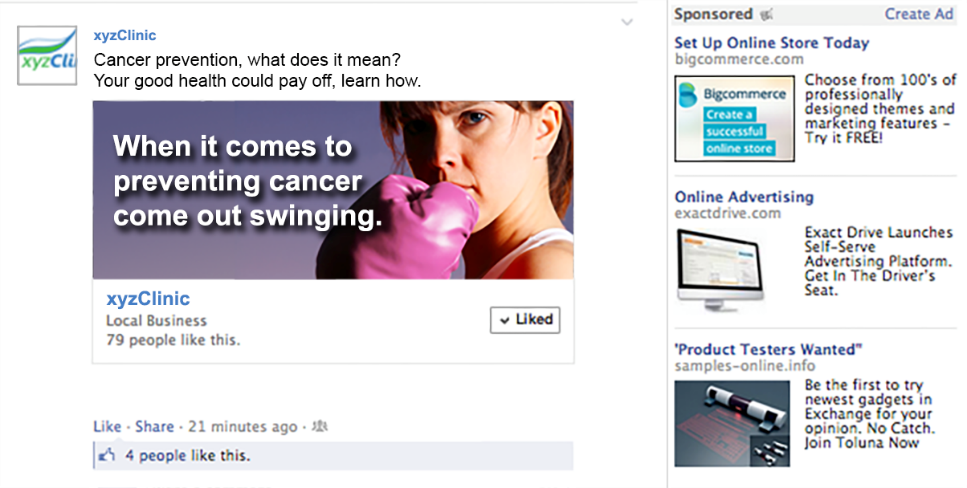 xyzCli
xyzClinic
Cancer prevention, what does it mean?
Your good health could pay off, learn how.
When it comes to
preventing cancer
come out swinging.
xyzClinic
Local Business
79 people like this.
Liked
Like · Share · 21 minutes ago ·
4 people like this.
Sponsored
Create Ad
Set Up Online Store Today
bigcommerce.com
Bigcommerce
Create a
successful
online store
Choose from 100's of
professionally
designed themes and
marketing features –
Try it FREE!
Online Advertising
exactdrive.com
Exact Drive Launches
Self-Serve
Advertising Platform.
Get In The Driver's
Seat.
'Product Testers Wanted"
samples-online.info
Be the first to try
newest gadgets in
Exchange for your
opinion. No Catch.
Join Toluna Now